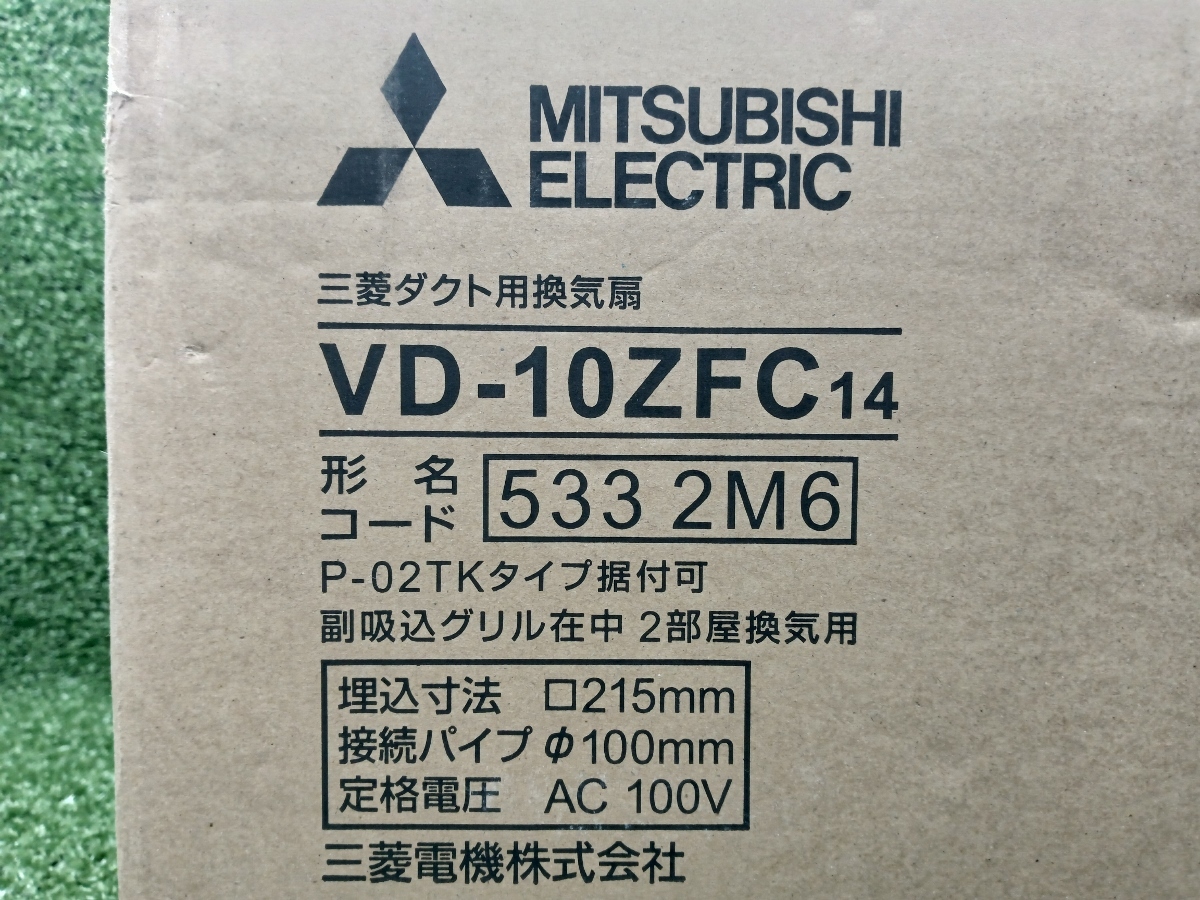 MITSUBISHI
ELECTRIC
三菱ダクト用換気扇
VD-10ZFC14
形名
コード
533 2M6
P-02TKタイプ据付可
副吸込グリル在中 2部屋換気用
埋込寸法 □215mm
接続パイプ φ100mm
定格電圧 AC 100V
三菱電機株式会社